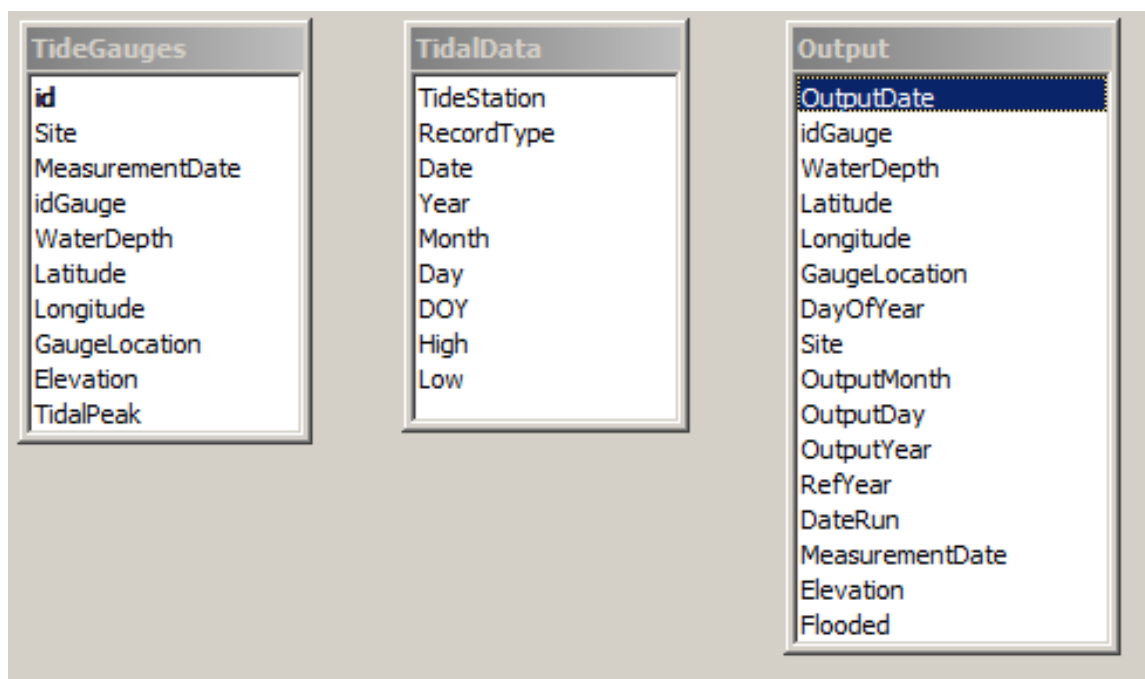 TideGauges
id
Site
MeasurementDate
idGauge
WaterDepth
Latitude
Longitude
GaugeLocation
Elevation
TidalPeak
TidalData
TideStation
RecordType
Date
Year
Month
Day
DOY
High
Low
Output
OutputDate
idGauge
WaterDepth
Latitude
Longitude
GaugeLocation
DayOfYear
Site
OutputMonth
OutputDay
OutputYear
RefYear
DateRun
MeasurementDate
Elevation
Flooded